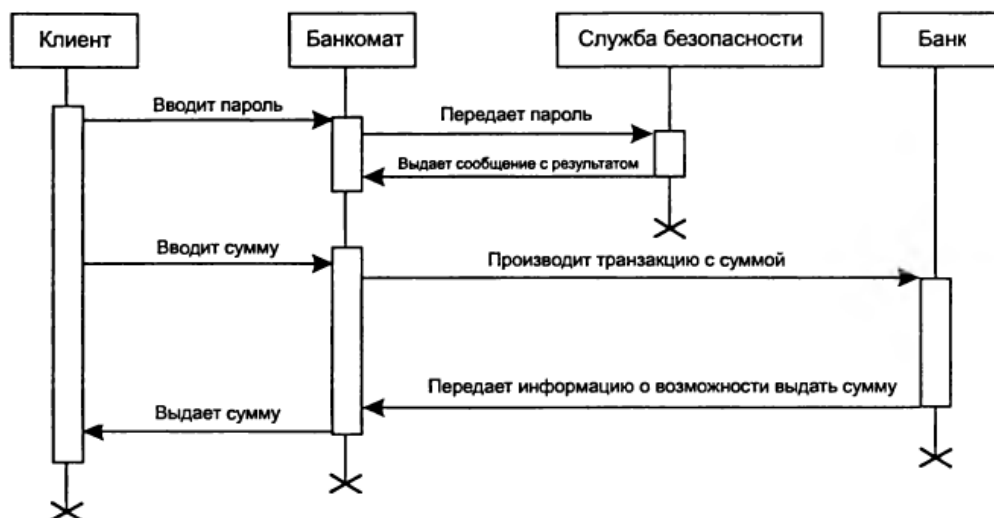 Клиент
Банкомат
Служба безопасности
Банк
Вводит пароль
Передает пароль
Выдает сообщение с результатом
Вводит сумму
Производит транзакцию с суммой
Передает информацию о возможности выдать сумму
Выдает сумму